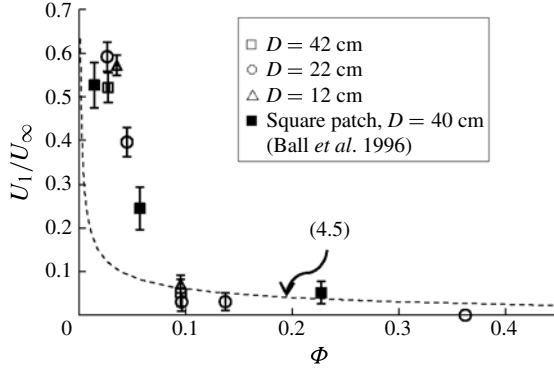 0.7
0.6
0.5
0.4
0.3
0.2
0.1
0
0.1
0.2
0.3
0.4
U₁/U∞
Φ
D = 42 cm
D = 22 cm
D = 12 cm
Square patch, D = 40 cm
(Ball et al. 1996)
(4.5)